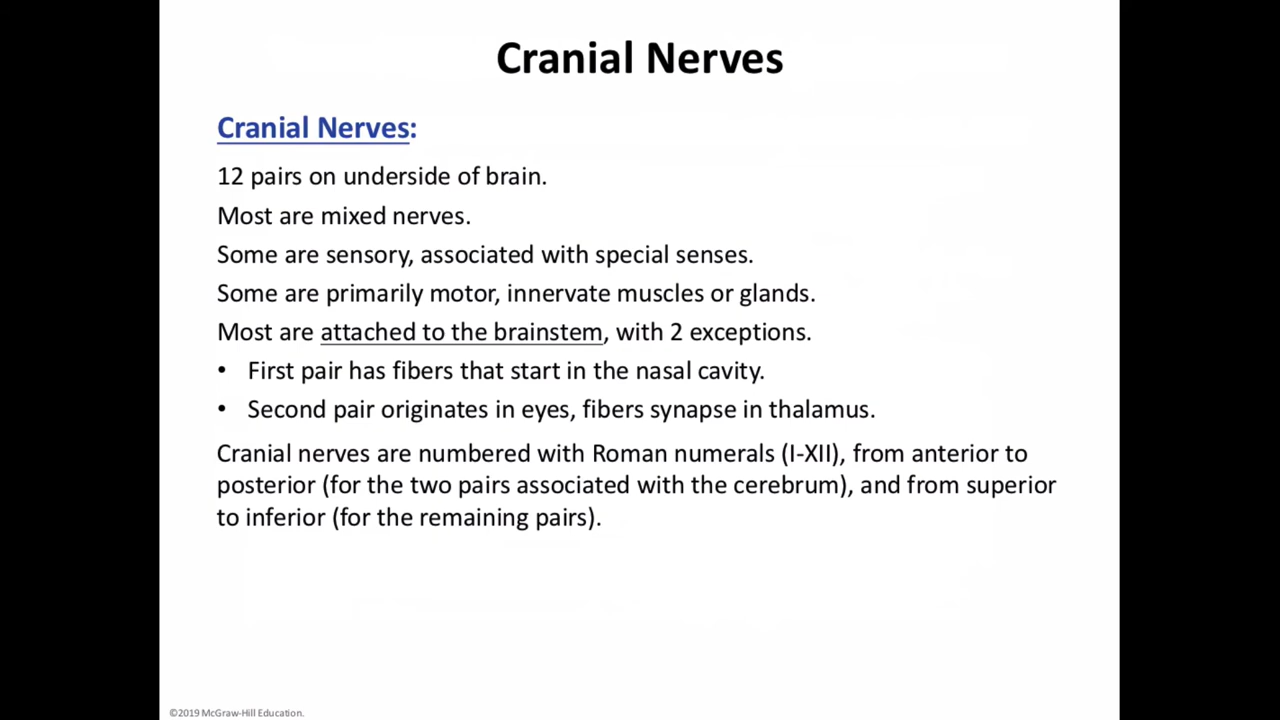 Cranial Nerves
Cranial Nerves:
12 pairs on underside of brain.
Most are mixed nerves.
Some are sensory, associated with special senses.
Some are primarily motor, innervate muscles or glands.
Most are attached to the brainstem, with 2 exceptions.
• First pair has fibers that start in the nasal cavity.
• Second pair originates in eyes, fibers synapse in thalamus.
Cranial nerves are numbered with Roman numerals (I-XII), from anterior to
posterior (for the two pairs associated with the cerebrum), and from superior
to inferior (for the remaining pairs).
©2019 McGraw-Hill Education.